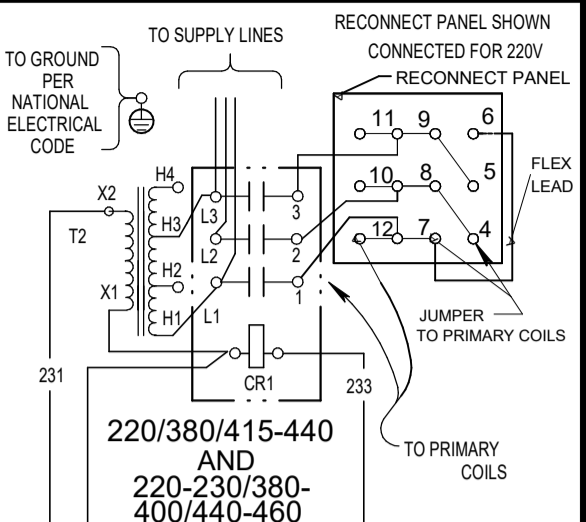 RECONNECT PANEL SHOWN
CONNECTED FOR 220V
TO SUPPLY LINES
TO GROUND
PER
NATIONAL
ELECTRICAL
CODE
RECONNECT PANEL
11 9 6
10 8 5
12 7 4
FLEX
LEAD
H4
X2
L3 3
H3
T2
L2 2
H2
X1
L1 1
H1
JUMPER
TO PRIMARY COILS
231
CR1
233
220/380/415-440
AND
220-230/380-
400/440-460
TO PRIMARY
COILS